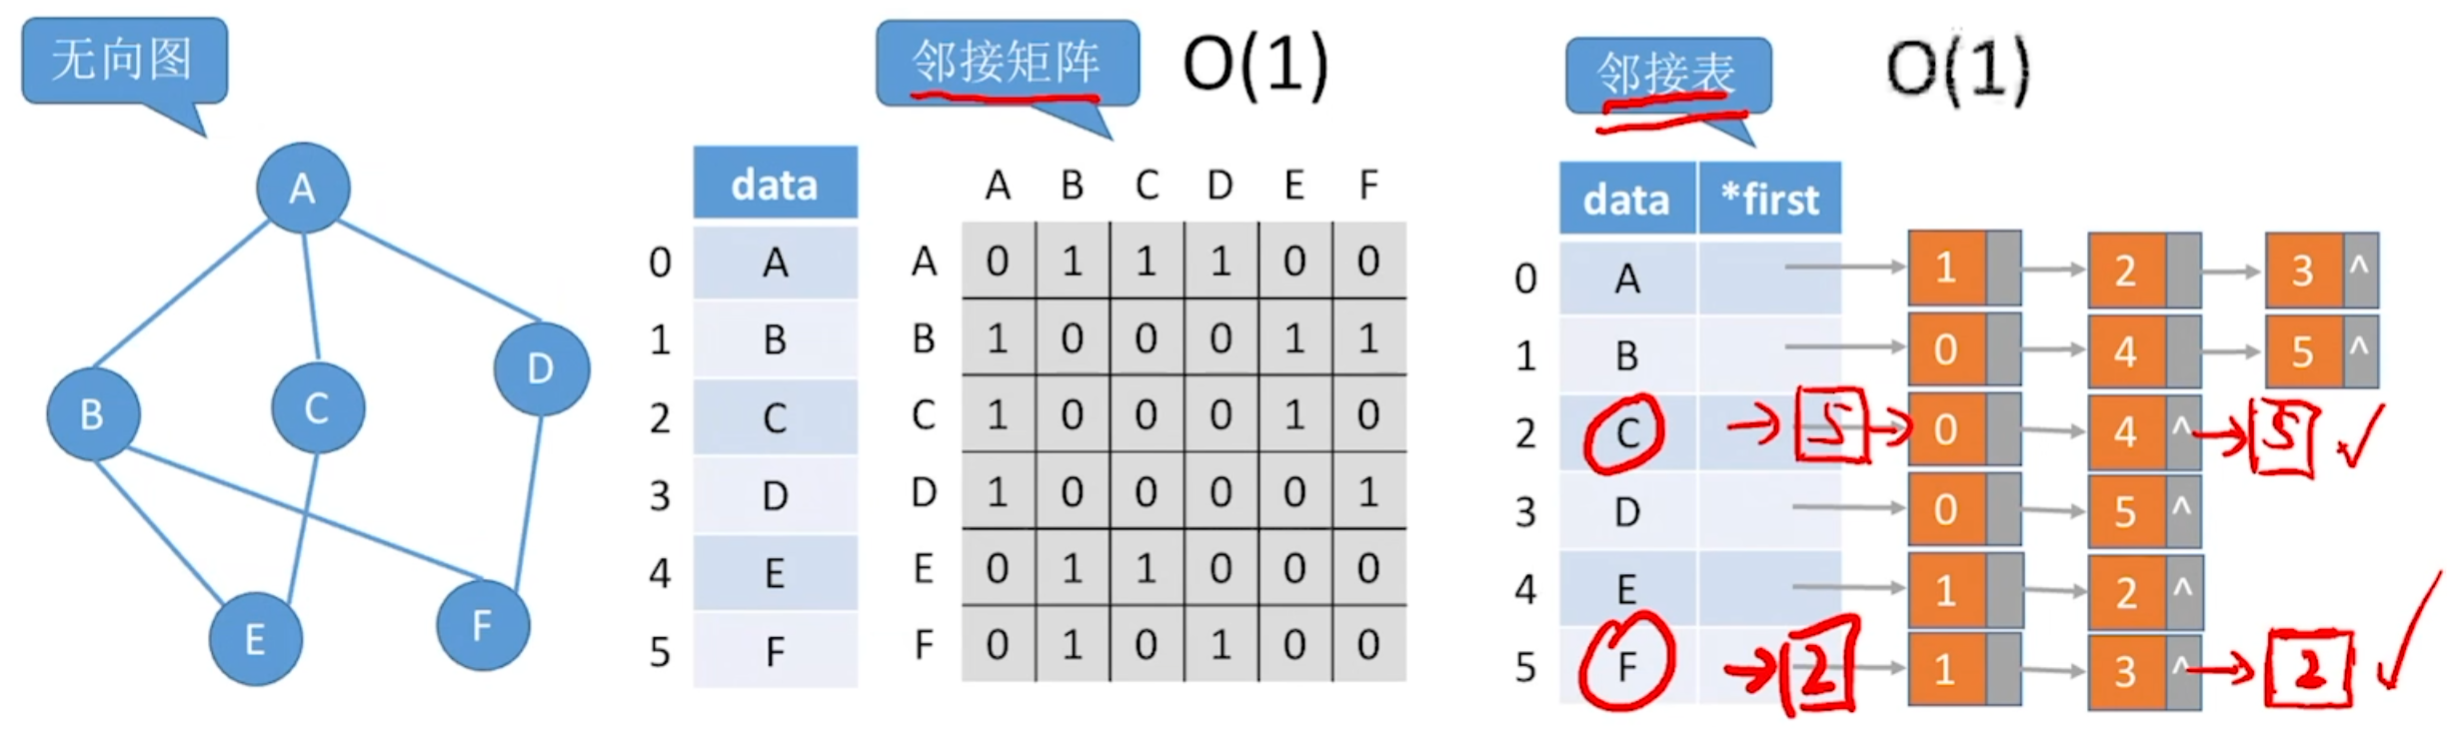 无向图
A
B
C
D
E
F
邻接矩阵 O(1)
data
0 A
1 B
2 C
3 D
4 E
5 F
A B C D E F
A 0 1 1 1 0 0
B 1 0 0 0 1 1
C 1 0 0 0 1 0
D 1 0 0 0 0 1
E 0 1 1 0 0 0
F 0 1 0 1 0 0
邻接表 O(1)
data *first
0 A 1 2 3 ^
1 B 0 4 5 ^
2 C 5 0 4 ^ 5
3 D 0 5 ^
4 E 1 2 ^
5 F 2 1 3 ^ 2